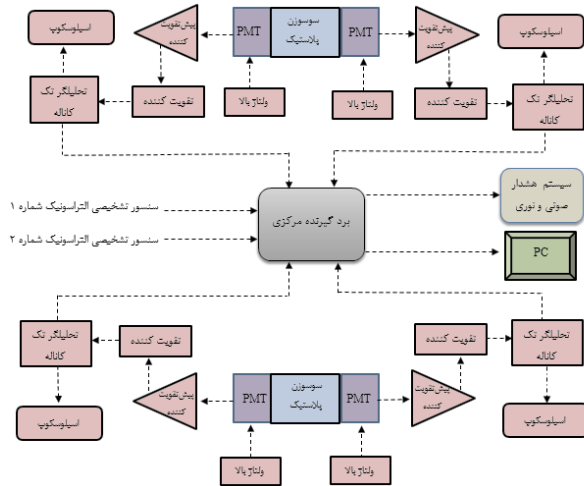 اسیلوسکوپ
پیش‌تقویت
کننده
PMT
سوسوزن
پلاستیک
PMT
پیش‌تقویت
کننده
اسیلوسکوپ
تحلیلگر تک
کاناله
تقویت کننده
ولتاژ بالا
ولتاژ بالا
تقویت کننده
تحلیلگر تک
کاناله
سنسور تشخیصی التراسونیک شماره ۱
سنسور تشخیصی التراسونیک شماره ۲
برد گیرنده مرکزی
سیستم هشدار
صوتی و نوری
PC
تحلیلگر تک
کاناله
تقویت کننده
تقویت کننده
تحلیلگر تک
کاناله
اسیلوسکوپ
پیش‌تقویت
کننده
PMT
سوسوزن
پلاستیک
PMT
پیش‌تقویت
کننده
اسیلوسکوپ
ولتاژ بالا
ولتاژ بالا